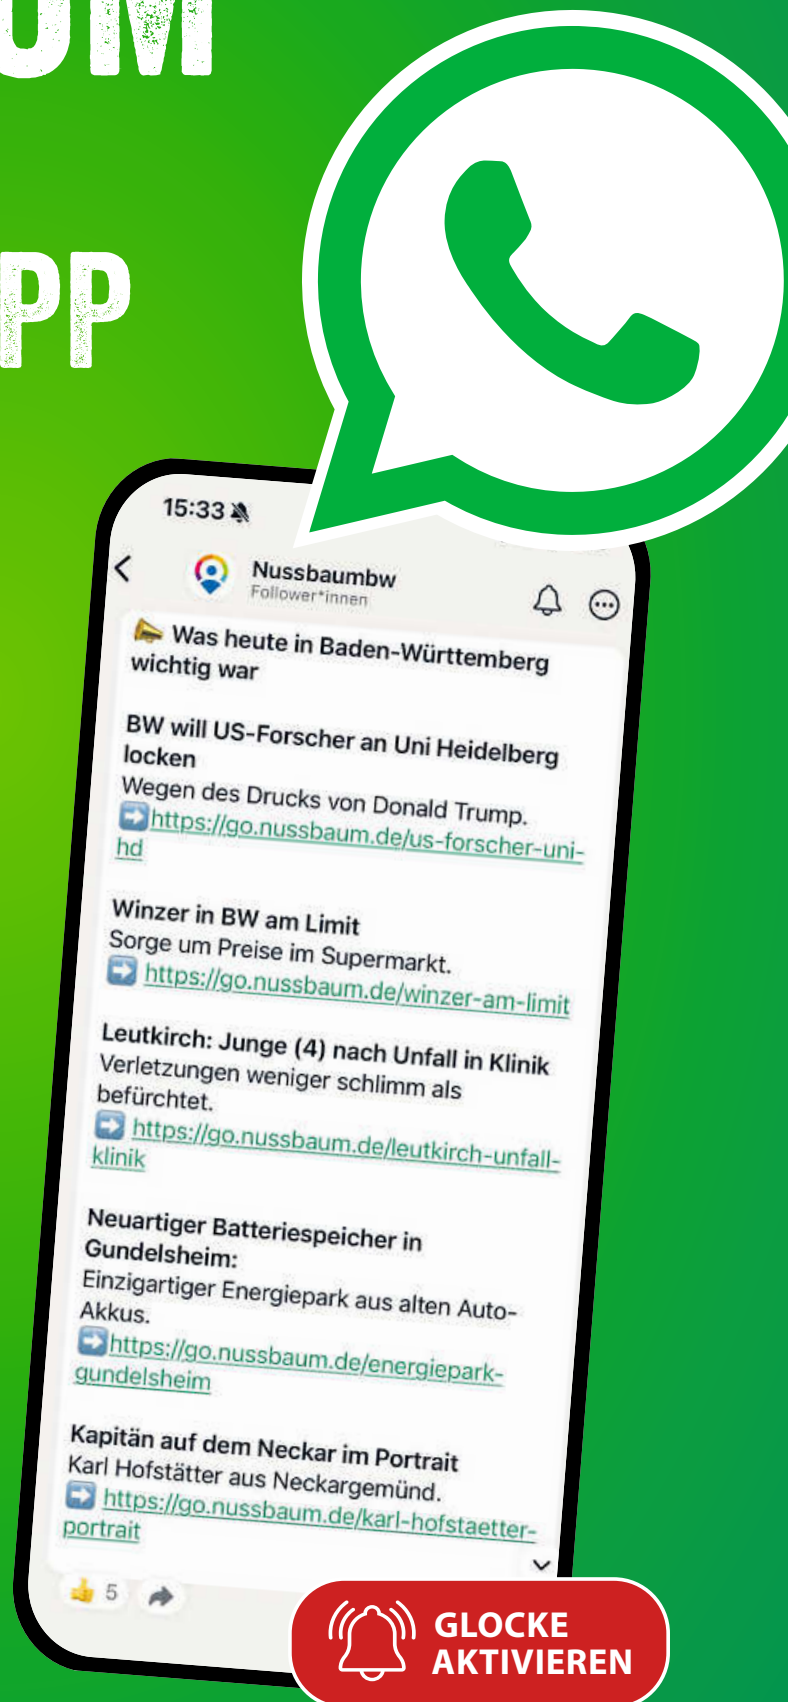 UM
PP
15:33
Nussbaumbw
Follower*innen
Was heute in Baden-Württemberg
wichtig war
BW will US-Forscher an Uni Heidelberg
locken
Wegen des Drucks von Donald Trump.
https://go.nussbaum.de/us-forscher-uni-
hd
Winzer in BW am Limit
Sorge um Preise im Supermarkt.
https://go.nussbaum.de/winzer-am-limit
Leutkirch: Junge (4) nach Unfall in Klinik
Verletzungen weniger schlimm als
befürchtet.
https://go.nussbaum.de/leutkirch-unfall-
klinik
Neuartiger Batteriespeicher in
Gundelsheim:
Einzigartiger Energiepark aus alten Auto-
Akkus.
https://go.nussbaum.de/energiepark-
gundelsheim
Kapitän auf dem Neckar im Portrait
Karl Hofstätter aus Neckargemünd.
https://go.nussbaum.de/karl-hofstaetter-
portrait
5
GLOCKE
AKTIVIEREN